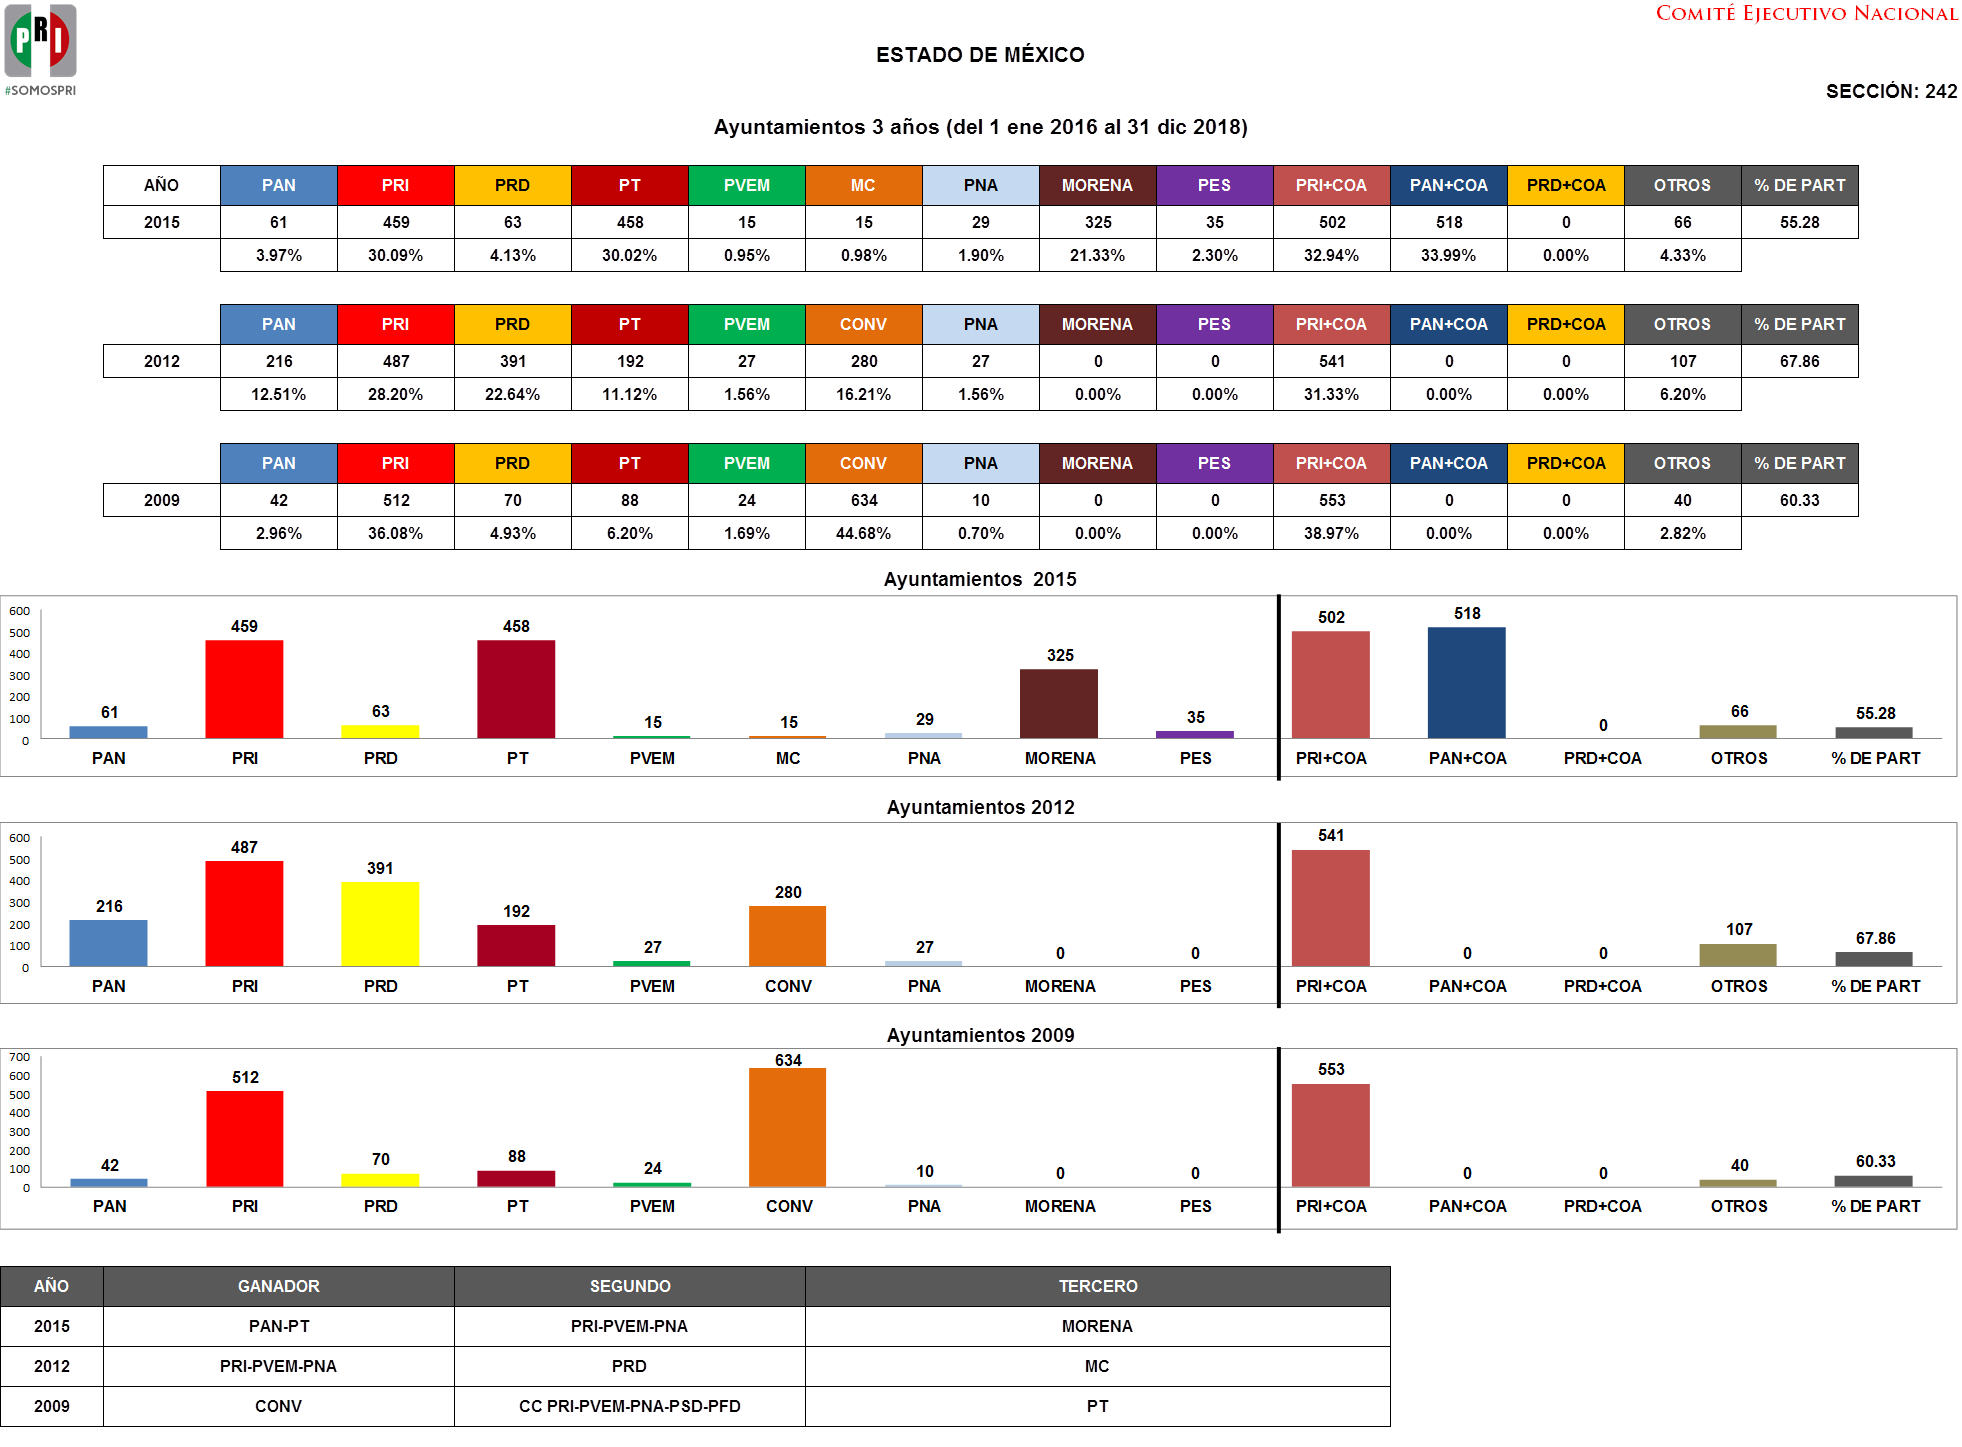 PRI
#SOMOSPRI
COMITÉ EJECUTIVO NACIONAL
ESTADO DE MÉXICO
SECCIÓN: 242
Ayuntamientos 3 años (del 1 ene 2016 al 31 dic 2018)
AÑO PAN PRI PRD PT PVEM MC PNA MORENA PES PRI+COA PAN+COA PRD+COA OTROS % DE PART
2015 61 459 63 458 15 15 29 325 35 502 518 0 66 55.28
3.97% 30.09% 4.13% 30.02% 0.95% 0.98% 1.90% 21.33% 2.30% 32.94% 33.99% 0.00% 4.33%
PAN PRI PRD PT PVEM CONV PNA MORENA PES PRI+COA PAN+COA PRD+COA OTROS % DE PART
2012 216 487 391 192 27 280 27 0 0 541 0 0 107 67.86
12.51% 28.20% 22.64% 11.12% 1.56% 16.21% 1.56% 0.00% 0.00% 31.33% 0.00% 0.00% 6.20%
PAN PRI PRD PT PVEM CONV PNA MORENA PES PRI+COA PAN+COA PRD+COA OTROS % DE PART
2009 42 512 70 88 24 634 10 0 0 553 0 0 40 60.33
2.96% 36.08% 4.93% 6.20% 1.69% 44.68% 0.70% 0.00% 0.00% 38.97% 0.00% 0.00% 2.82%
Ayuntamientos 2015
600
500
400
300
200
100
0
61 459 63 458 15 15 29 325 35 502 518 0 66 55.28
PAN PRI PRD PT PVEM MC PNA MORENA PES PRI+COA PAN+COA PRD+COA OTROS % DE PART
Ayuntamientos 2012
600
500
400
300
200
100
0
216 487 391 192 27 280 27 0 0 541 0 0 107 67.86
PAN PRI PRD PT PVEM CONV PNA MORENA PES PRI+COA PAN+COA PRD+COA OTROS % DE PART
Ayuntamientos 2009
700
600
500
400
300
200
100
0
42 512 70 88 24 634 10 0 0 553 0 0 40 60.33
PAN PRI PRD PT PVEM CONV PNA MORENA PES PRI+COA PAN+COA PRD+COA OTROS % DE PART
AÑO GANADOR SEGUNDO TERCERO
2015 PAN-PT PRI-PVEM-PNA MORENA
2012 PRI-PVEM-PNA PRD MC
2009 CONV CC PRI-PVEM-PNA-PSD-PFD PT